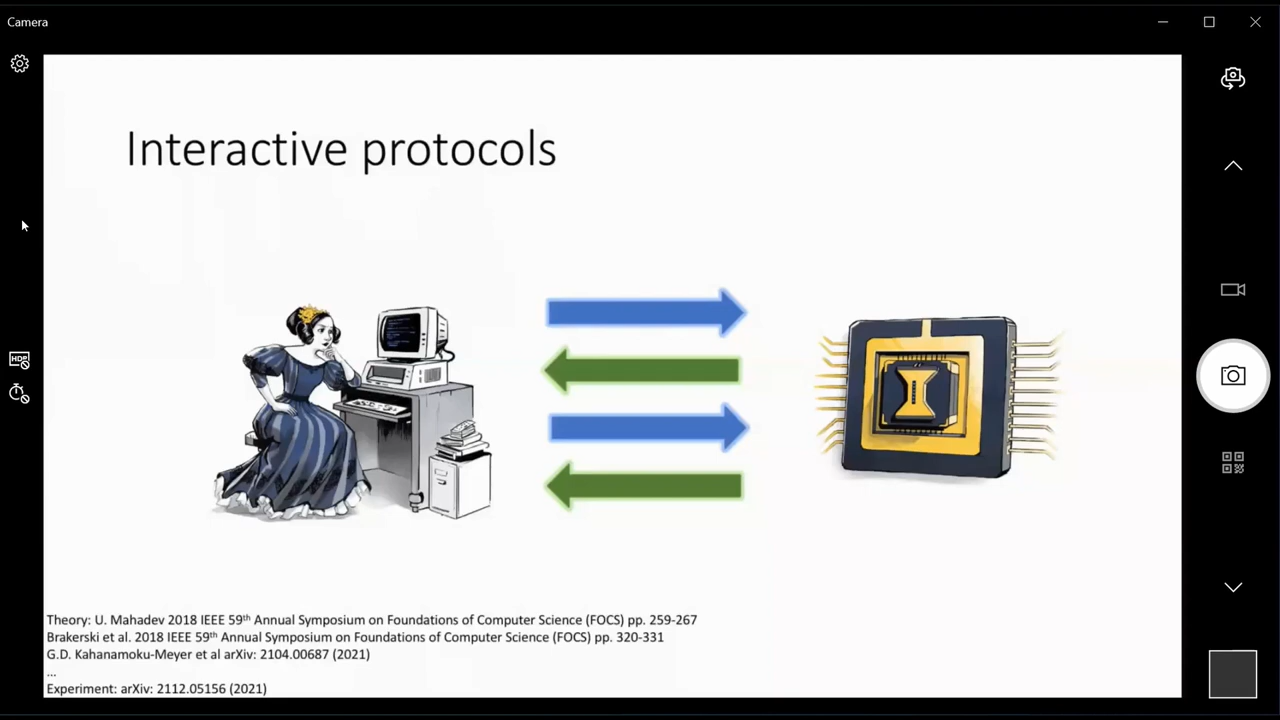 Camera
Interactive protocols
HDR
Theory: U. Mahadev 2018 IEEE 59th Annual Symposium on Foundations of Computer Science (FOCS) pp. 259-267
Brakerski et al. 2018 IEEE 59th Annual Symposium on Foundations of Computer Science (FOCS) pp. 320-331
G.D. Kahanamoku-Meyer et al arXiv: 2104.00687 (2021)
...
Experiment: arXiv: 2112.05156 (2021)